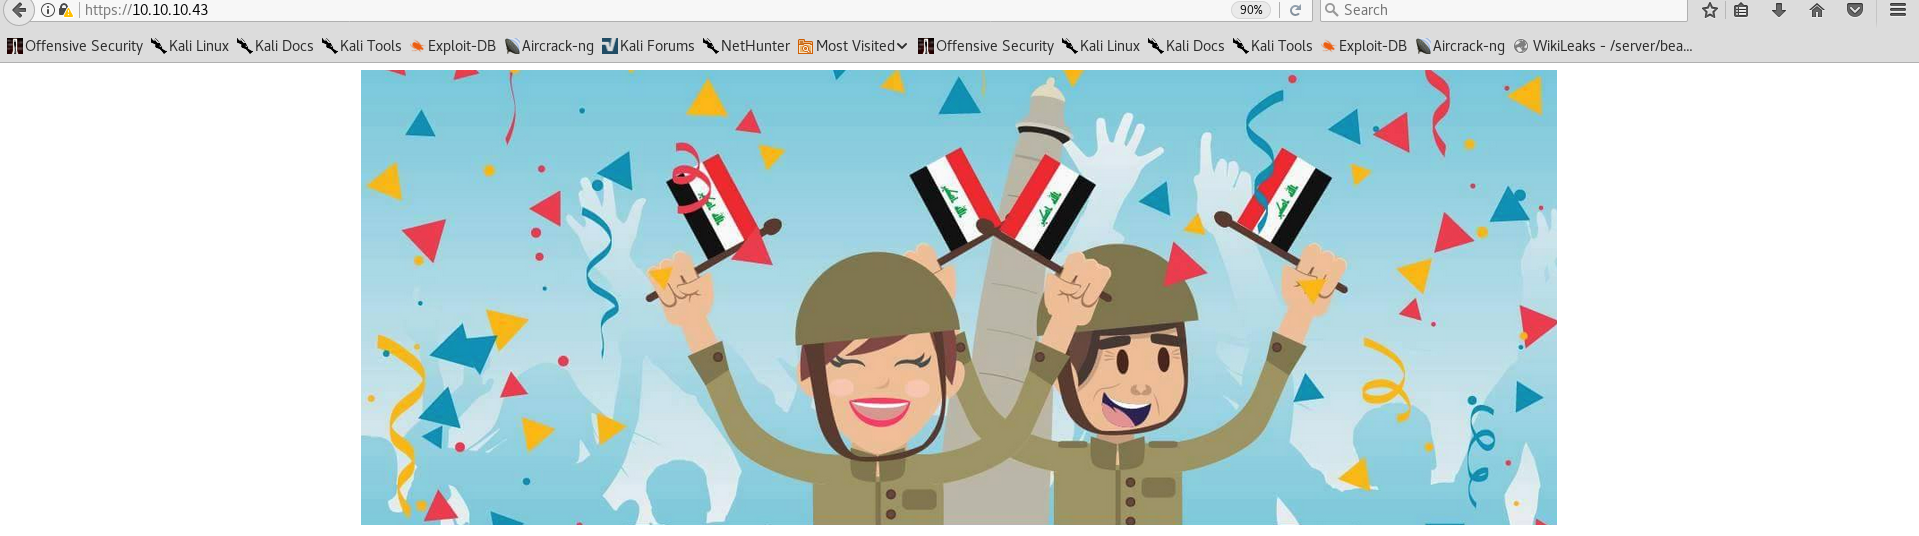 https://10.10.10.43
90%
Search
Offensive Security Kali Linux Kali Docs Kali Tools Exploit-DB Aircrack-ng Kali Forums NetHunter Most Visited Offensive Security Kali Linux Kali Docs Kali Tools Exploit-DB Aircrack-ng WikiLeaks - /server/bea...